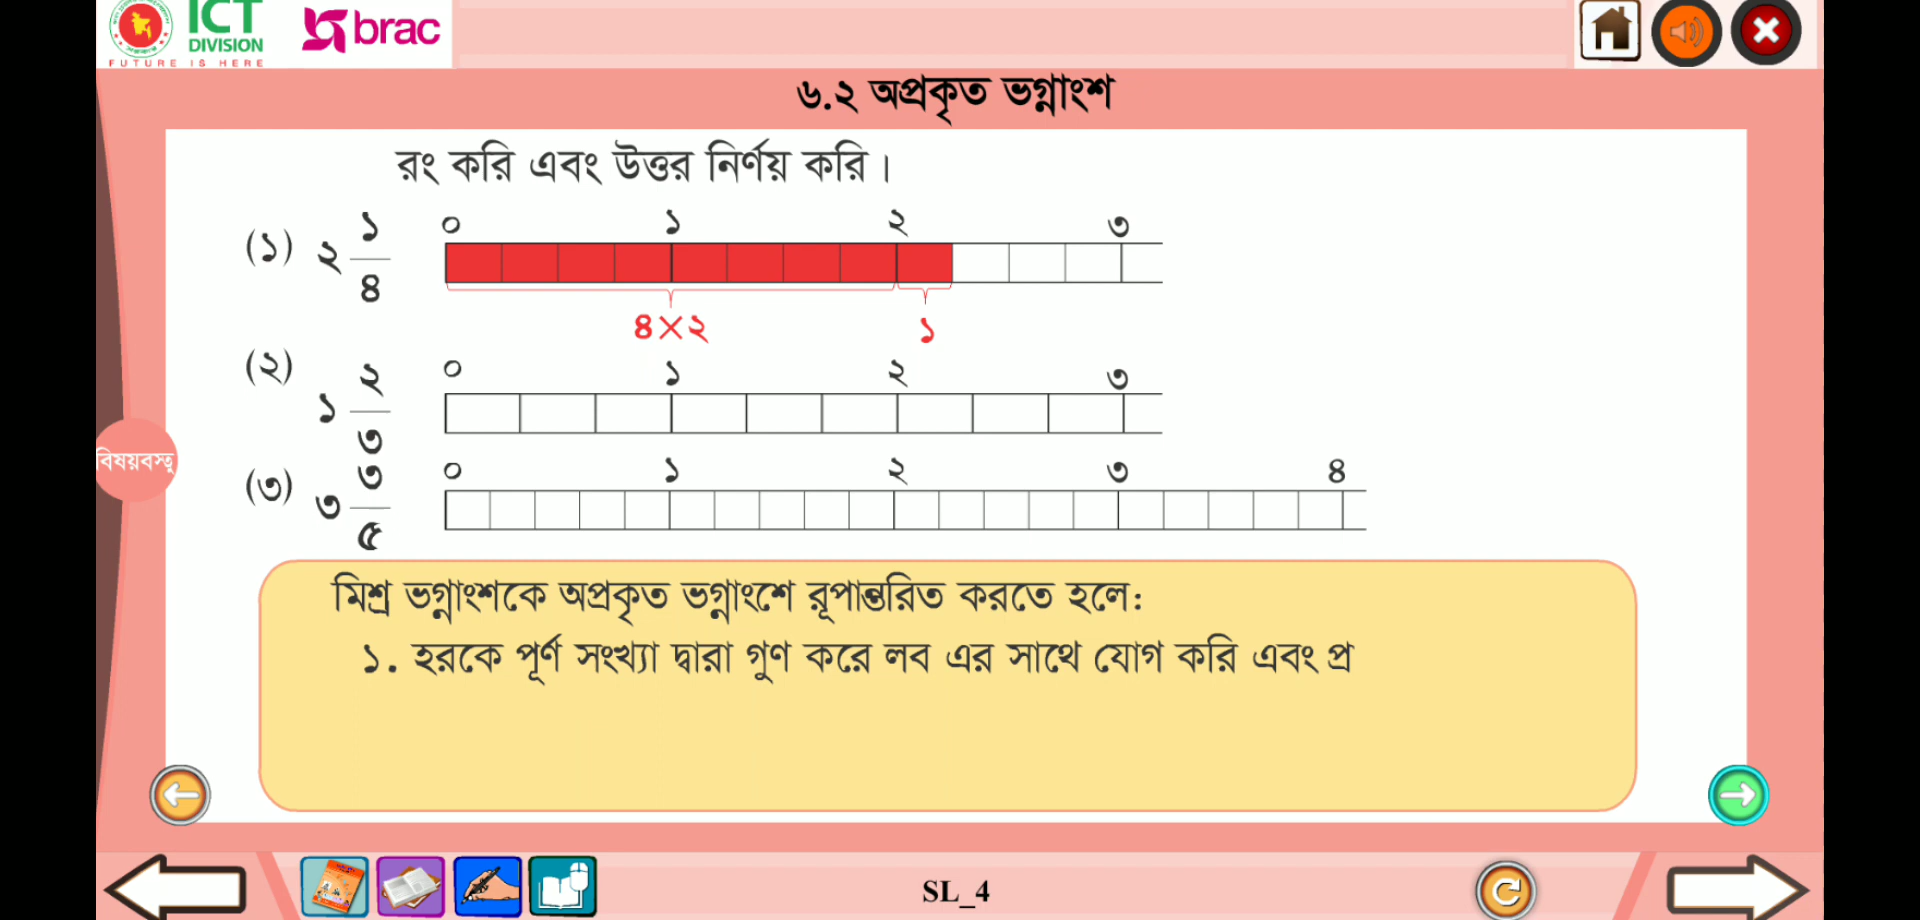 ICT
DIVISION
FUTURE IS HERE
brac
৬.২ অপ্রকৃত ভগ্নাংশ
রং করি এবং উত্তর নির্ণয় করি।
(১) ২ ১/৪
০ ১ ২ ৩
৪×২ ১
(২) ১ ২/৩
০ ১ ২ ৩
(৩) ৩ ৩/৫
০ ১ ২ ৩ ৪
বিষয়বস্তু
মিশ্র ভগ্নাংশকে অপ্রকৃত ভগ্নাংশে রূপান্তরিত করতে হলে:
১. হরকে পূর্ণ সংখ্যা দ্বারা গুণ করে লব এর সাথে যোগ করি এবং প্র
SL_4